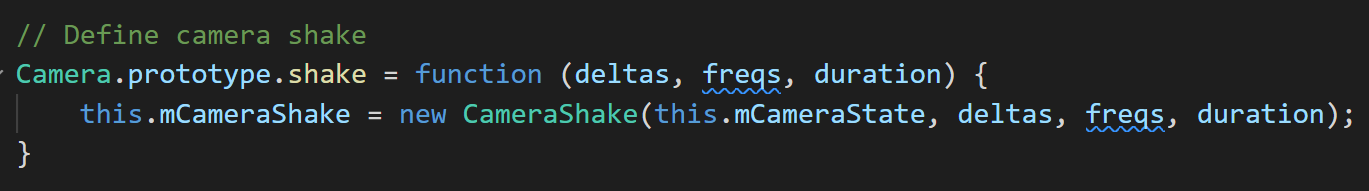 // Define camera shake
Camera.prototype.shake = function (deltas, freqs, duration) {
    this.mCameraShake = new CameraShake(this.mCameraState, deltas, freqs, duration);
}